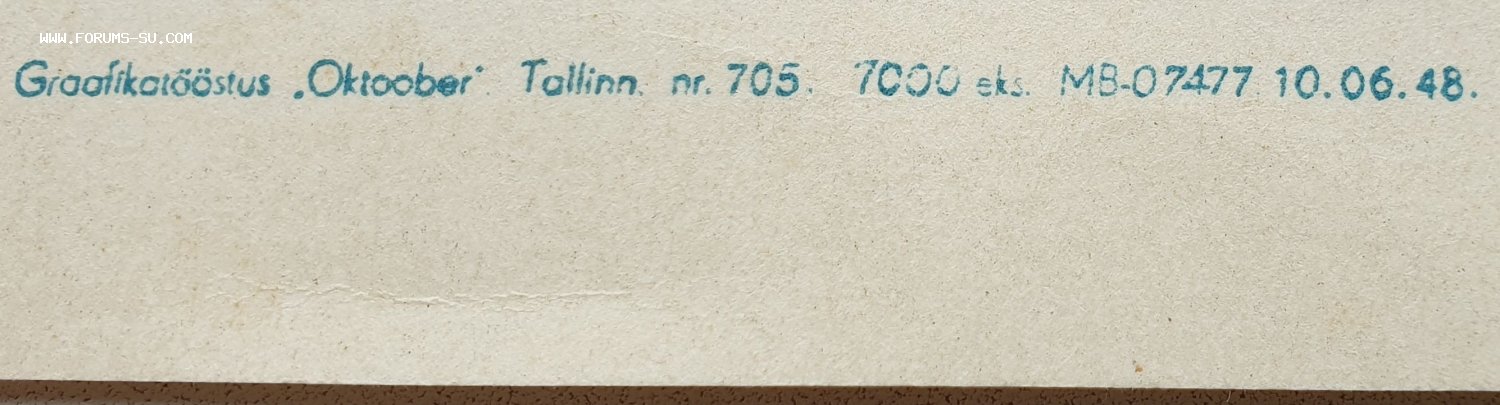 WWW.FORUMS-SU.COM
Graafikatööstus „Oktoober“. Tallinn. nr. 705. 7000 eks. MB-07477. 10.06.48.